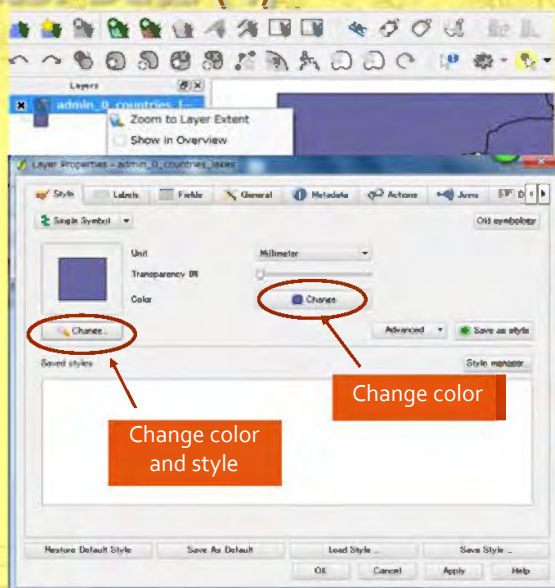 Layers
admin_0_countries_l...
Zoom to Layer Extent
Show in Overview
Layer Properties - admin_0_countries_lakes
Style Labels Fields General Metadata Actions Joins D
Single Symbol Old symbology
Unit Millimeter
Transparency 0%
Color Change
Change... Advanced Save as style
Saved styles Style manager
Change color
Change color
and style
Restore Default Style Save As Default Load Style ... Save Style ...
OK Cancel Apply Help